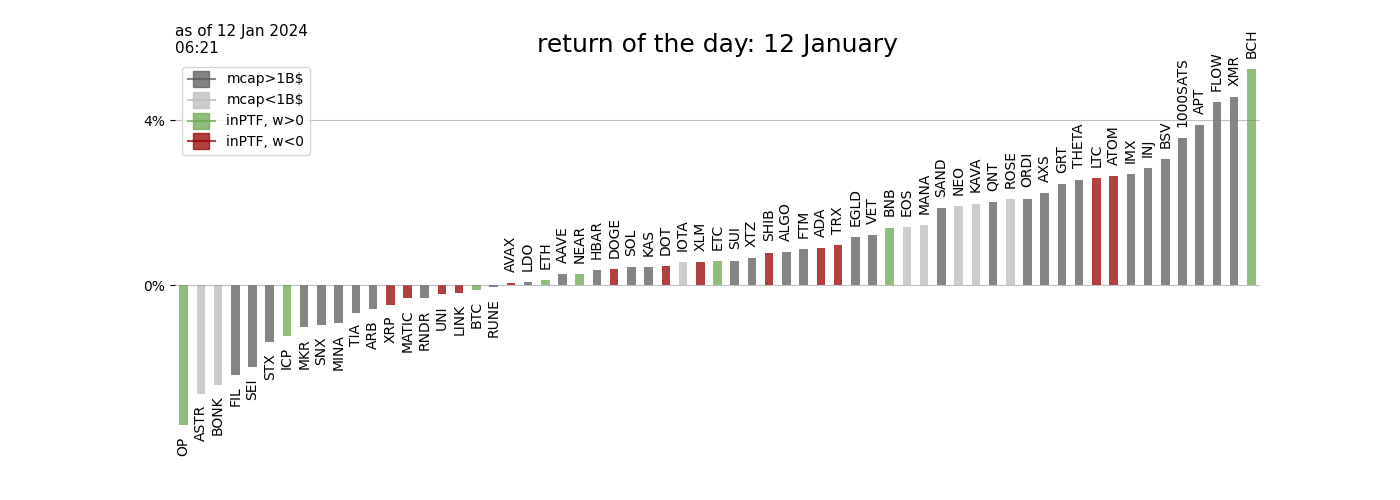 as of 12 Jan 2024
06:21
return of the day: 12 January
mcap>1B$
mcap<1B$
inPTF, w>0
inPTF, w<0
4%
0%
OP
ASTR
BONK
FIL
SEI
STX
ICP
MKR
SNX
MINA
TIA
ARB
XRP
MATIC
RNDR
UNI
LINK
BTC
RUNE
AVAX
LDO
ETH
AAVE
NEAR
HBAR
DOGE
SOL
KAS
DOT
IOTA
XLM
ETC
SUI
XTZ
SHIB
ALGO
FTM
ADA
TRX
EGLD
VET
BNB
EOS
MANA
SAND
NEO
KAVA
QNT
ROSE
ORDI
AXS
GRT
THETA
LTC
ATOM
IMX
INJ
BSV
1000SATS
APT
FLOW
XMR
BCH